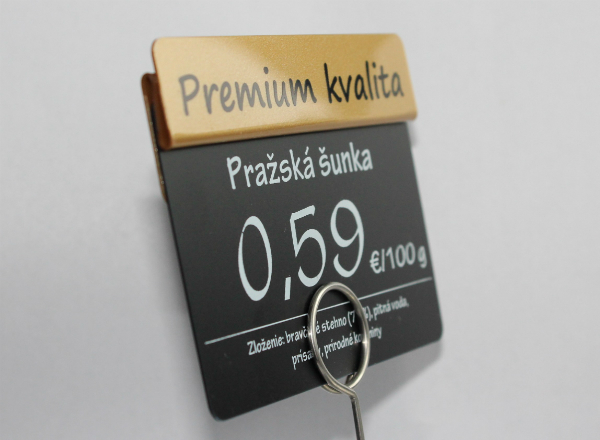 Premium kvalita
Pražská šunka
0,59 €/100 g
Zloženie: stehno pitná voda,
prírodné